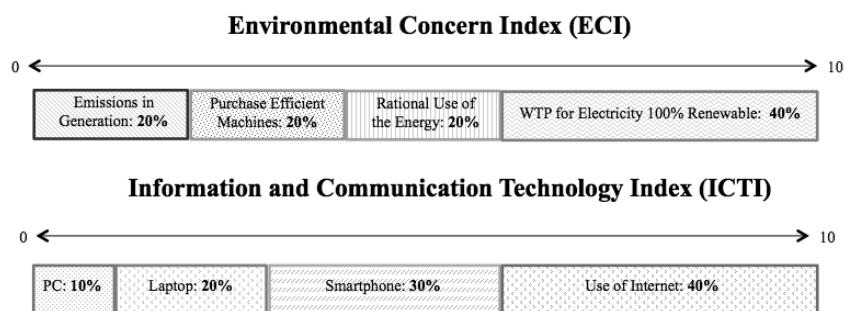 Environmental Concern Index (ECI)
0 10
Emissions in
Generation: 20%
Purchase Efficient
Machines: 20%
Rational Use of
the Energy: 20%
WTP for Electricity 100% Renewable: 40%
Information and Communication Technology Index (ICTI)
0 10
PC: 10%
Laptop: 20%
Smartphone: 30%
Use of Internet: 40%